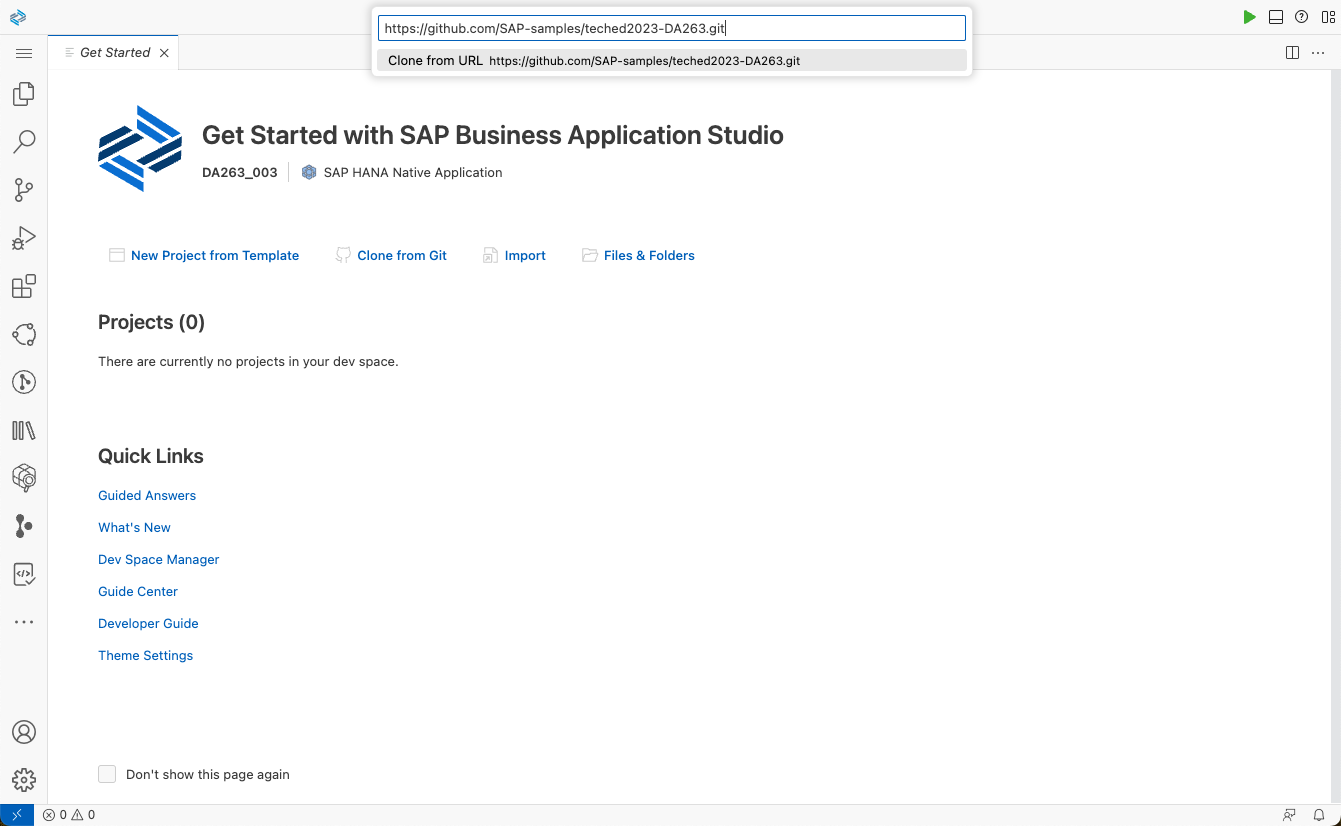 https://github.com/SAP-samples/teched2023-DA263.git
Clone from URL https://github.com/SAP-samples/teched2023-DA263.git
Get Started
Get Started with SAP Business Application Studio
DA263_003 SAP HANA Native Application
New Project from Template Clone from Git Import Files & Folders
Projects (0)
There are currently no projects in your dev space.
Quick Links
Guided Answers
What's New
Dev Space Manager
Guide Center
Developer Guide
Theme Settings
Don't show this page again
0 0